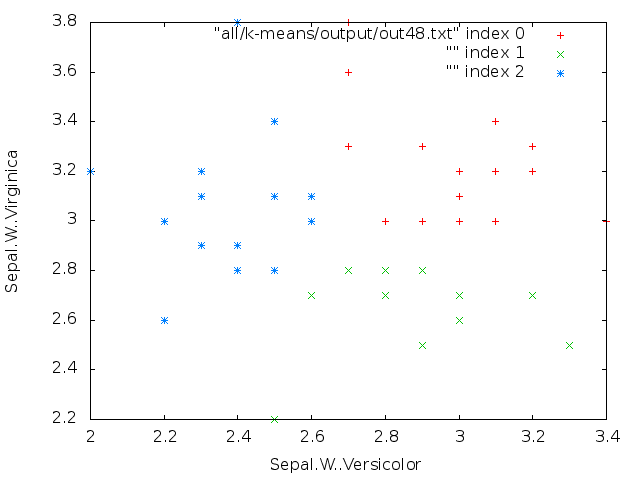 3.8
"all/k-means/output/out48.txt" index 0
"" index 1
"" index 2
3.6
3.4
3.2
3
2.8
2.6
2.4
2.2
Sepal.W..Virginica
2 2.2 2.4 2.6 2.8 3 3.2 3.4
Sepal.W..Versicolor